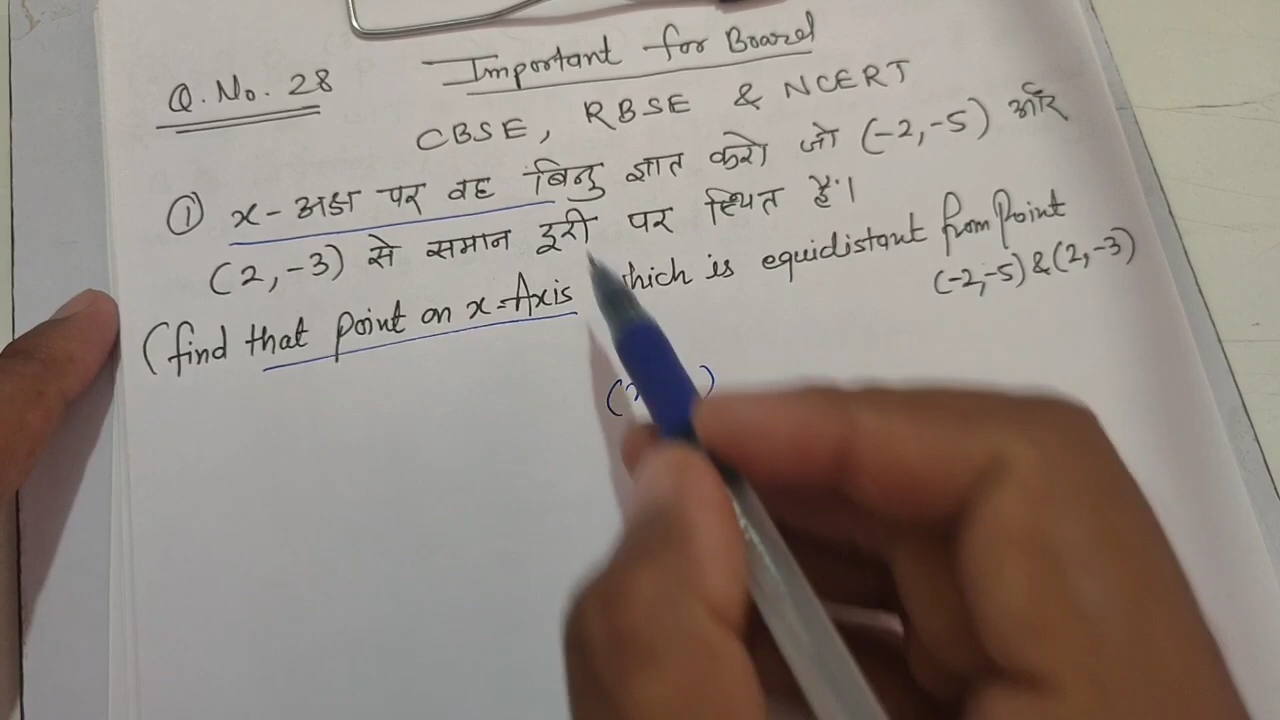 Q. No. 28
Important for Board
CBSE, RBSE & NCERT
① x-अक्ष पर वह बिन्दु ज्ञात करो जो (-2,-5) और
(2,-3) से समान दूरी पर स्थित हैं।
(find that point on x-Axis which is equidistant from Point
(-2,-5) & (2,-3)